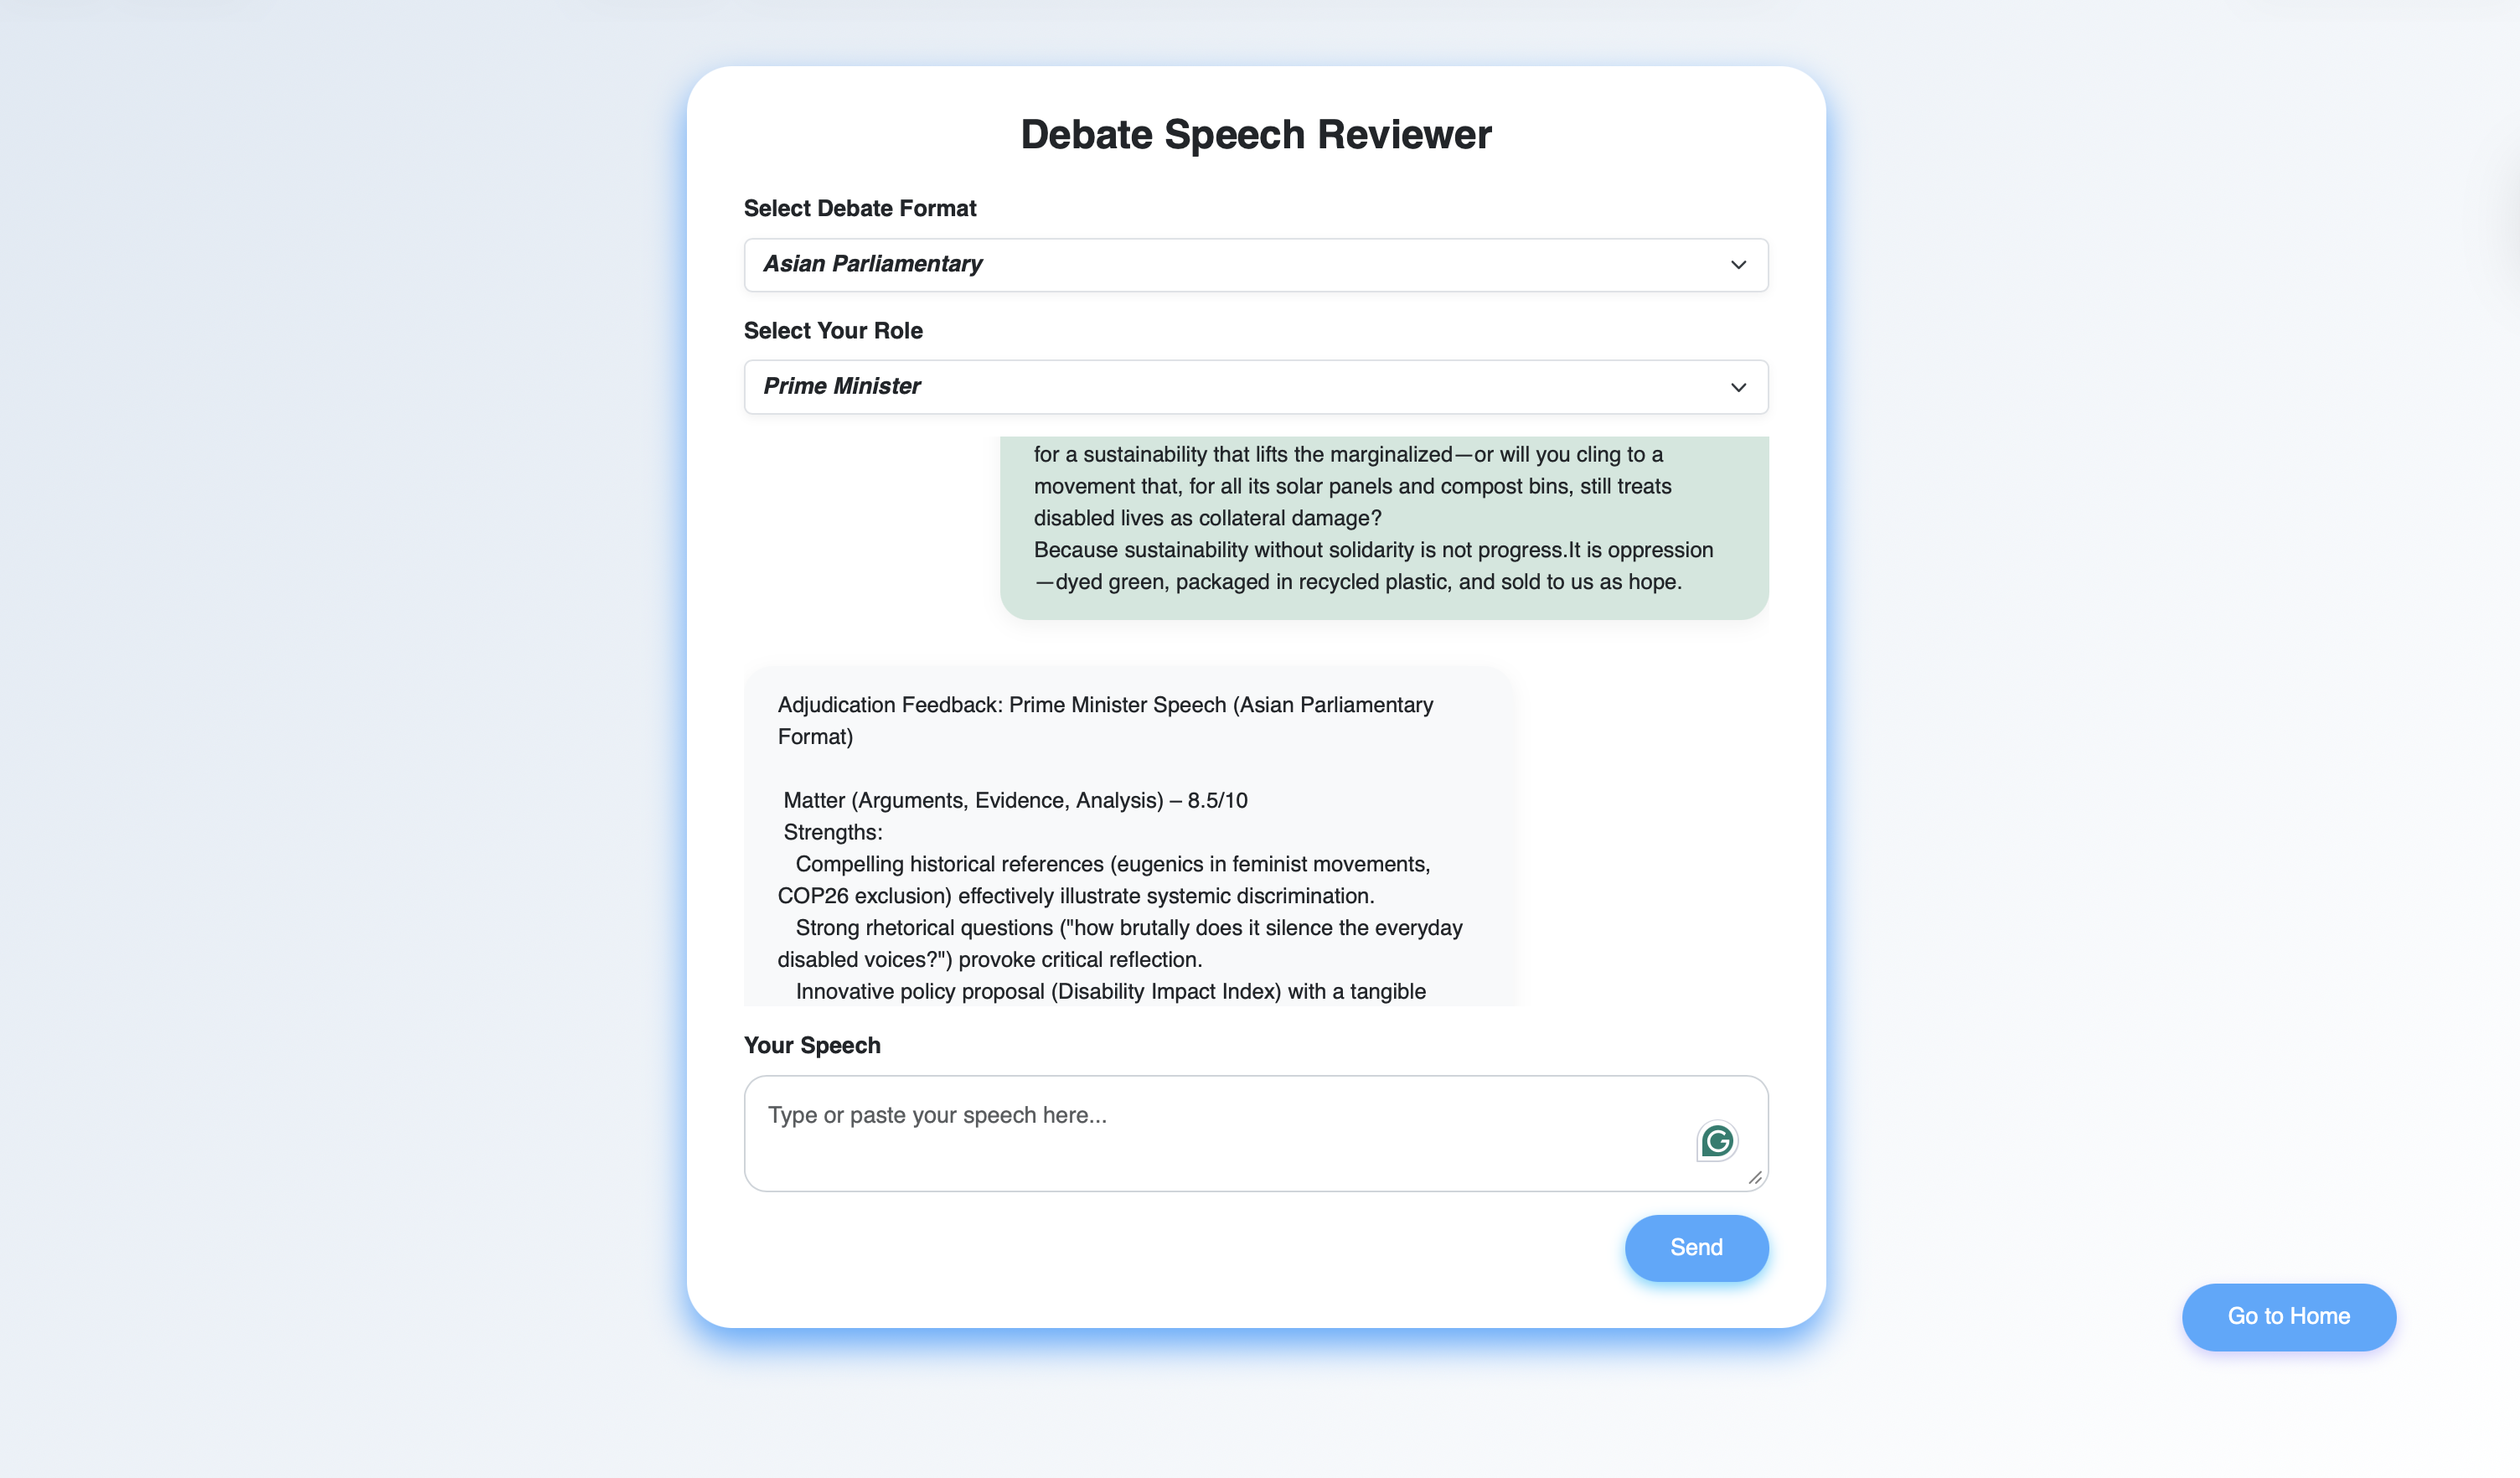 Debate Speech Reviewer
Select Debate Format
Asian Parliamentary
Select Your Role
Prime Minister
for a sustainability that lifts the marginalized—or will you cling to a
movement that, for all its solar panels and compost bins, still treats
disabled lives as collateral damage?
Because sustainability without solidarity is not progress.It is oppression
—dyed green, packaged in recycled plastic, and sold to us as hope.
Adjudication Feedback: Prime Minister Speech (Asian Parliamentary
Format)
Matter (Arguments, Evidence, Analysis) – 8.5/10
Strengths:
Compelling historical references (eugenics in feminist movements,
COP26 exclusion) effectively illustrate systemic discrimination.
Strong rhetorical questions ("how brutally does it silence the everyday
disabled voices?") provoke critical reflection.
Innovative policy proposal (Disability Impact Index) with a tangible
Your Speech
Type or paste your speech here...
Send
Go to Home